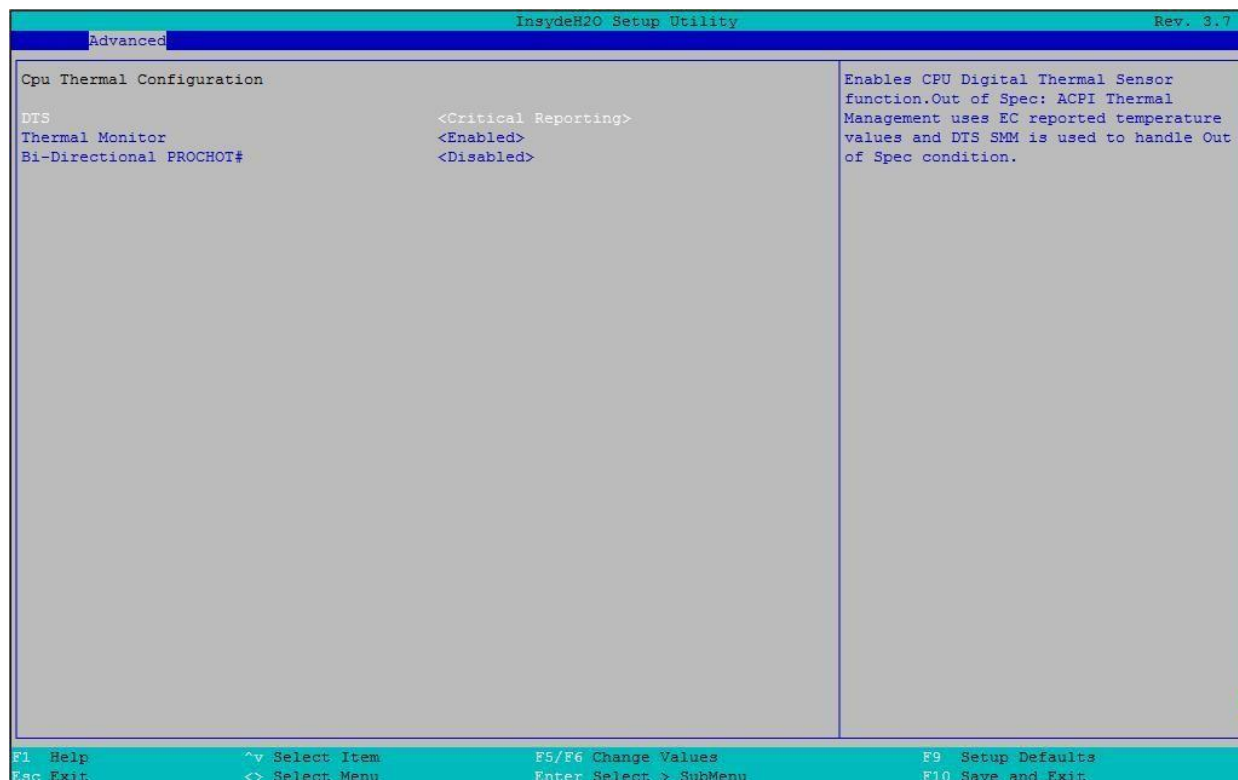 InsydeH2O Setup Utility Rev. 3.7
Advanced
Cpu Thermal Configuration
DTS <Critical Reporting>
Thermal Monitor <Enabled>
Bi-Directional PROCHOT# <Disabled>
Enables CPU Digital Thermal Sensor
function.Out of Spec: ACPI Thermal
Management uses EC reported temperature
values and DTS SMM is used to handle Out
of Spec condition.
F1 Help ^v Select Item F5/F6 Change Values F9 Setup Defaults
Esc Exit <> Select Menu Enter Select > SubMenu F10 Save and Exit